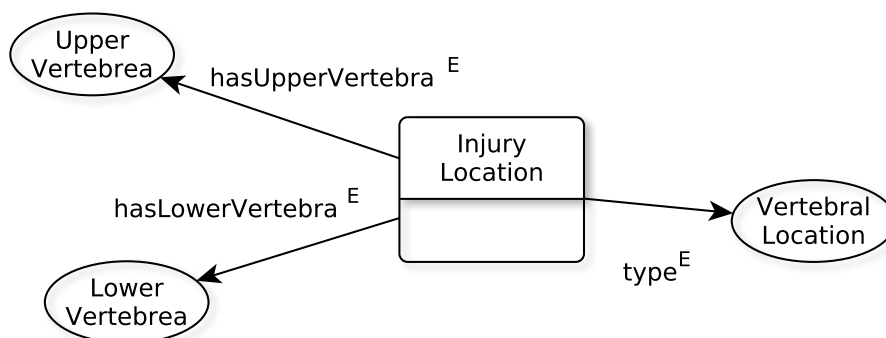 Upper
Vertebrea
hasUpperVertebra E
Injury
Location
hasLowerVertebra E
Vertebral
Location
type E
Lower
Vertebrea